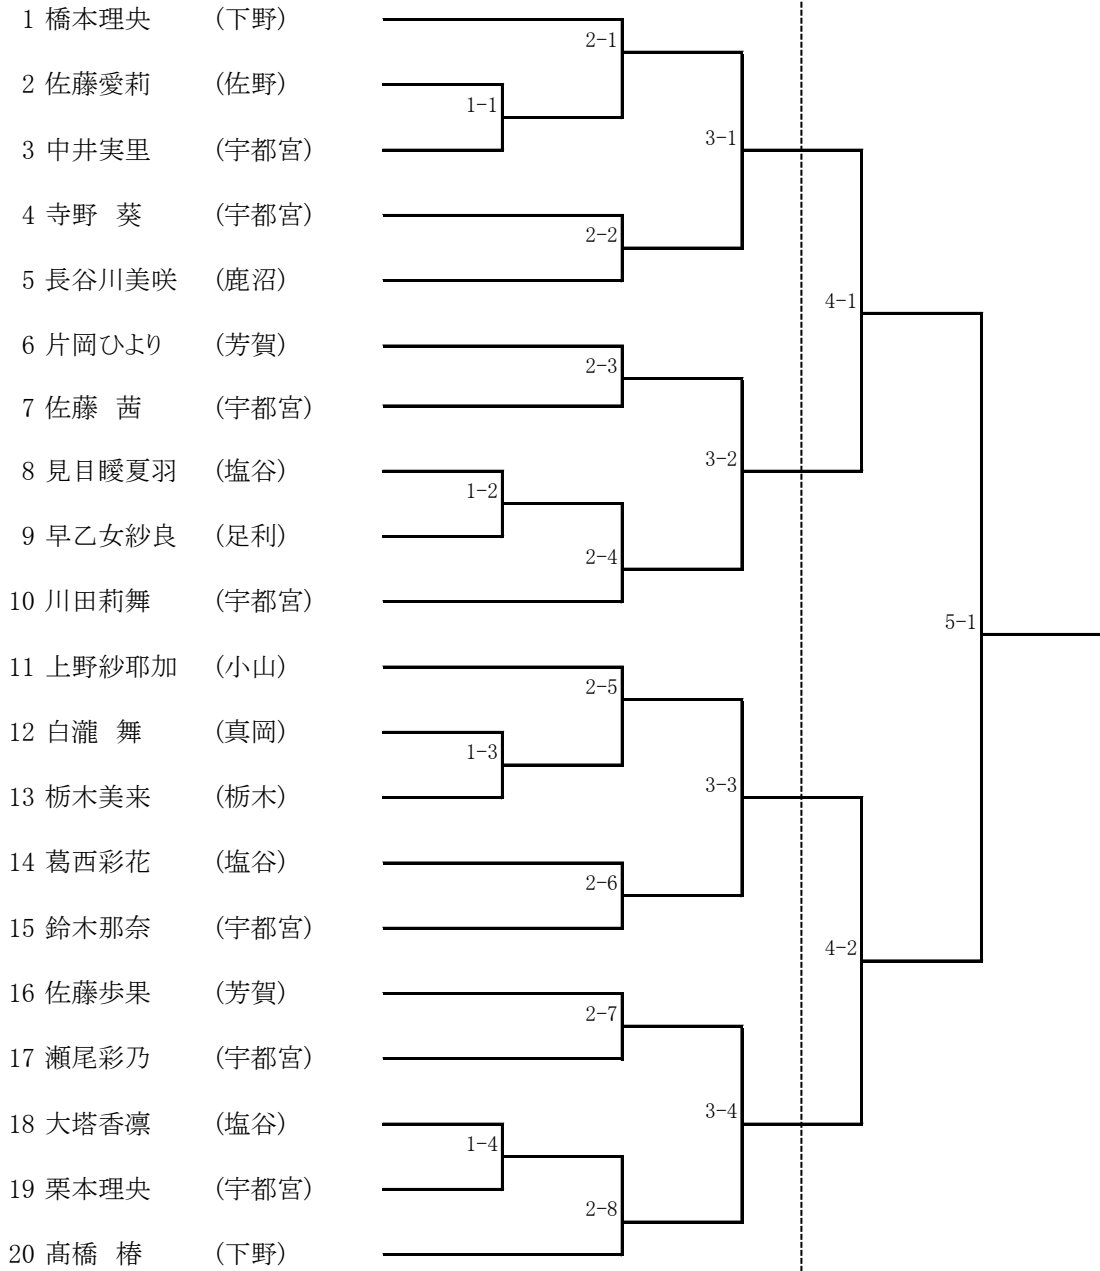 1 橋本理央 (下野)
2-1
2 佐藤愛莉 (佐野)
1-1
3 中井実里 (宇都宮)
3-1
4 寺野 葵 (宇都宮)
2-2
5 長谷川美咲 (鹿沼)
4-1
6 片岡ひより (芳賀)
2-3
7 佐藤 茜 (宇都宮)
3-2
8 見目曖夏羽 (塩谷)
1-2
9 早乙女紗良 (足利)
2-4
10 川田莉舞 (宇都宮)
5-1
11 上野紗耶加 (小山)
2-5
12 白瀧 舞 (真岡)
1-3
3-3
13 栃木美来 (栃木)
14 葛西彩花 (塩谷)
2-6
15 鈴木那奈 (宇都宮)
4-2
16 佐藤歩果 (芳賀)
2-7
17 瀬尾彩乃 (宇都宮)
3-4
18 大塔香凛 (塩谷)
1-4
19 栗本理央 (宇都宮)
2-8
20 髙橋 椿 (下野)